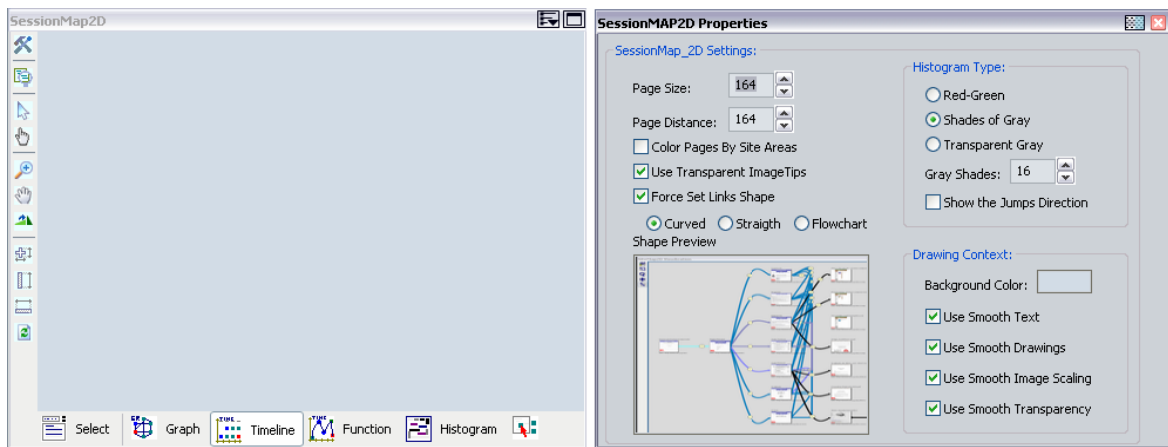 SessionMap2D
Select
Graph
Timeline
Function
Histogram
SessionMAP2D Properties
SessionMap_2D Settings:
Page Size: 164
Page Distance: 164
Color Pages By Site Areas
Use Transparent ImageTips
Force Set Links Shape
Curved Straigth Flowchart
Shape Preview
Histogram Type:
Red-Green
Shades of Gray
Transparent Gray
Gray Shades: 16
Show the Jumps Direction
Drawing Context:
Background Color:
Use Smooth Text
Use Smooth Drawings
Use Smooth Image Scaling
Use Smooth Transparency